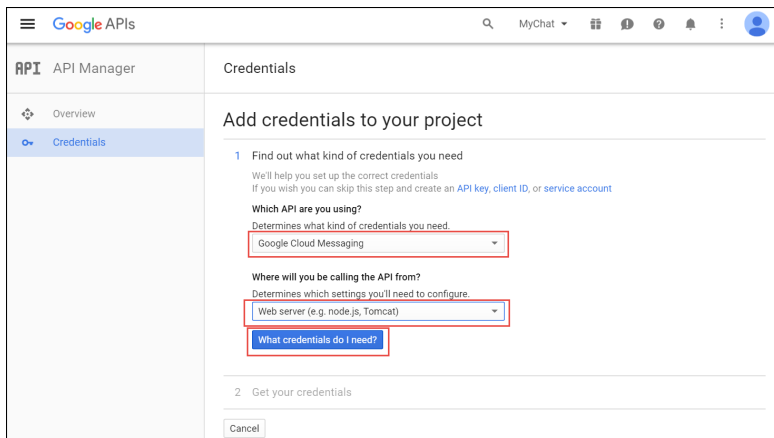 Google APIs
MyChat
API API Manager
Credentials
Overview
Credentials
Add credentials to your project
1 Find out what kind of credentials you need
We'll help you set up the correct credentials
If you wish you can skip this step and create an API key, client ID, or service account
Which API are you using?
Determines what kind of credentials you need.
Google Cloud Messaging
Where will you be calling the API from?
Determines which settings you'll need to configure.
Web server (e.g. node.js, Tomcat)
What credentials do I need?
2 Get your credentials
Cancel